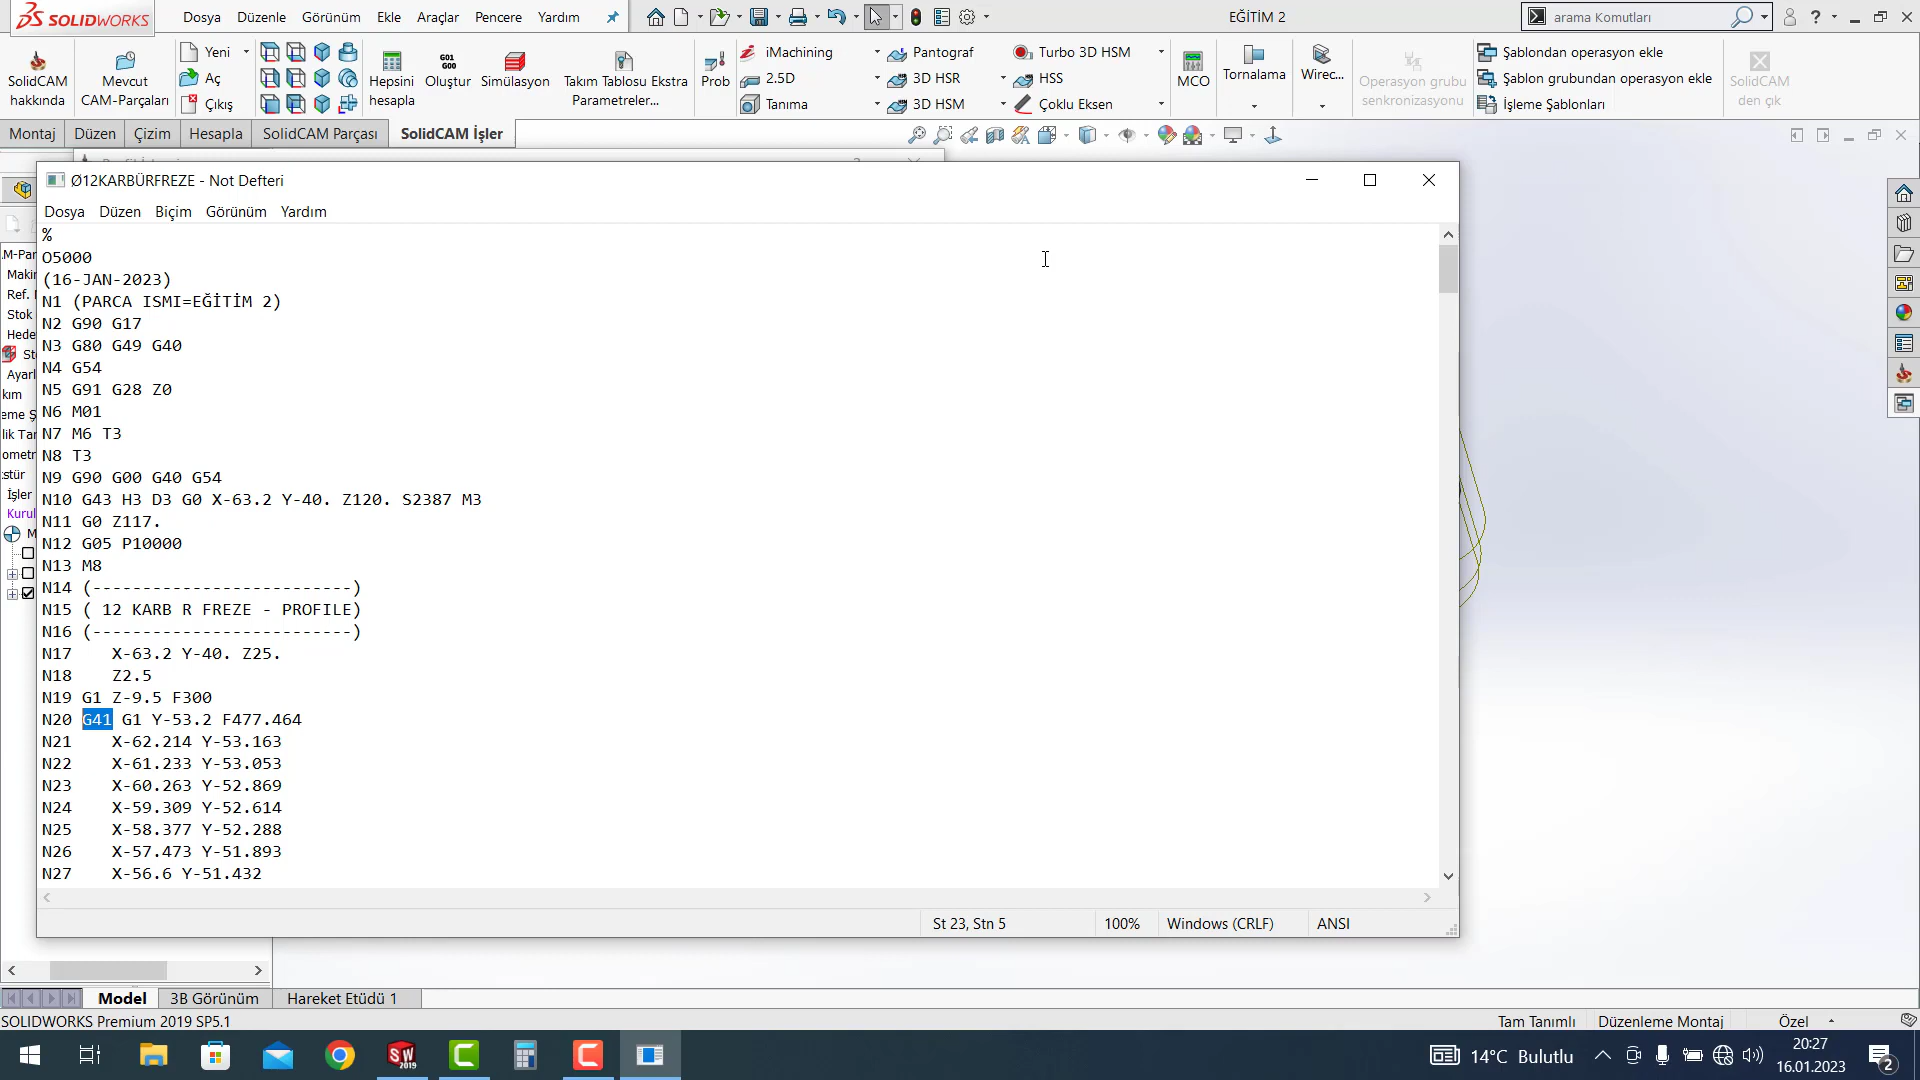 SOLIDWORKS
Dosya Düzenle Görünüm Ekle Araçlar Pencere Yardım
EĞİTİM 2
arama Komutları
SolidCAM hakkında
Mevcut CAM-Parçaları
Yeni
Aç
Çıkış
Hepsini hesapla
G01 G00
Oluştur
Simülasyon
Takım Tablosu Ekstra Parametreler...
Prob
iMachining
2.5D
Tanıma
Pantograf
3D HSR
3D HSM
Turbo 3D HSM
HSS
Çoklu Eksen
MCO
Tornalama
Wirec...
Operasyon grubu senkronizasyonu
Şablondan operasyon ekle
Şablon grubundan operasyon ekle
İşleme Şablonları
SolidCAM den çık
Montaj Düzen Çizim Hesapla SolidCAM Parçası SolidCAM İşler
Ø12KARBÜRFREZE - Not Defteri
Dosya Düzen Biçim Görünüm Yardım
%
O5000
(16-JAN-2023)
N1 (PARCA ISMI=EĞİTİM 2)
N2 G90 G17
N3 G80 G49 G40
N4 G54
N5 G91 G28 Z0
N6 M01
N7 M6 T3
N8 T3
N9 G90 G00 G40 G54
N10 G43 H3 D3 G0 X-63.2 Y-40. Z120. S2387 M3
N11 G0 Z117.
N12 G05 P10000
N13 M8
N14 (--------------------------)
N15 ( 12 KARB R FREZE - PROFILE)
N16 (--------------------------)
N17 X-63.2 Y-40. Z25.
N18 Z2.5
N19 G1 Z-9.5 F300
N20 G41 G1 Y-53.2 F477.464
N21 X-62.214 Y-53.163
N22 X-61.233 Y-53.053
N23 X-60.263 Y-52.869
N24 X-59.309 Y-52.614
N25 X-58.377 Y-52.288
N26 X-57.473 Y-51.893
N27 X-56.6 Y-51.432
St 23, Stn 5 100% Windows (CRLF) ANSI
Model 3B Görünüm Hareket Etüdü 1
SOLIDWORKS Premium 2019 SP5.1
Tam Tanımlı Düzenleme Montaj Özel
14°C Bulutlu
20:27
16.01.2023
2